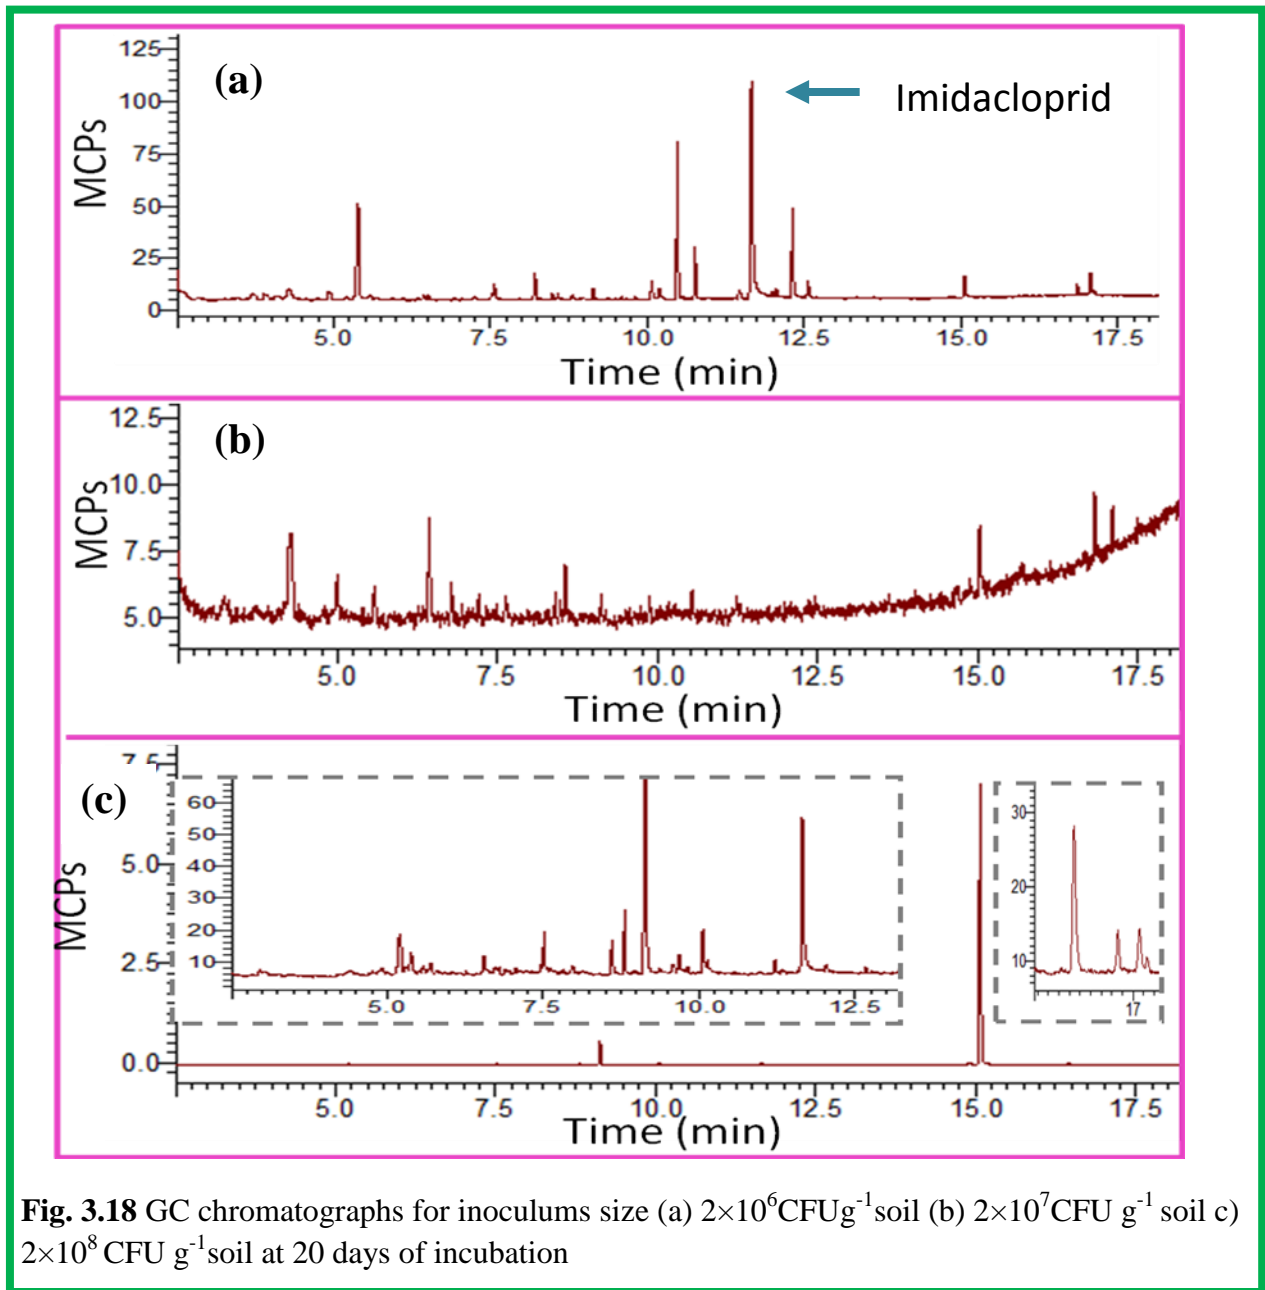 (a)
Imidacloprid
MCPs
125
100
75
50
25
0
5.0 7.5 10.0 12.5 15.0 17.5
Time (min)
(b)
MCPs
12.5
10.0
7.5
5.0
5.0 7.5 10.0 12.5 15.0 17.5
Time (min)
(c)
MCPs
7.5
5.0
2.5
0.0
60
50
40
30
20
10
5.0 7.5 10.0 12.5
30
20
10
17
5.0 7.5 10.0 12.5 15.0 17.5
Time (min)
Fig. 3.18 GC chromatographs for inoculums size (a) 2×10⁶CFUg⁻¹soil (b) 2×10⁷CFU g⁻¹ soil c)
2×10⁸ CFU g⁻¹soil at 20 days of incubation